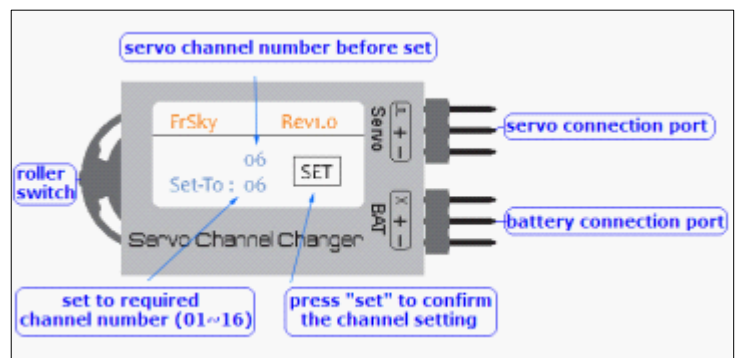 servo channel number before set
FrSky Rev1.0
06
Set-To : 06
SET
Servo
+ −
BAT
X + −
Servo Channel Changer
roller
switch
servo connection port
battery connection port
set to required
channel number (01~16)
press "set" to confirm
the channel setting